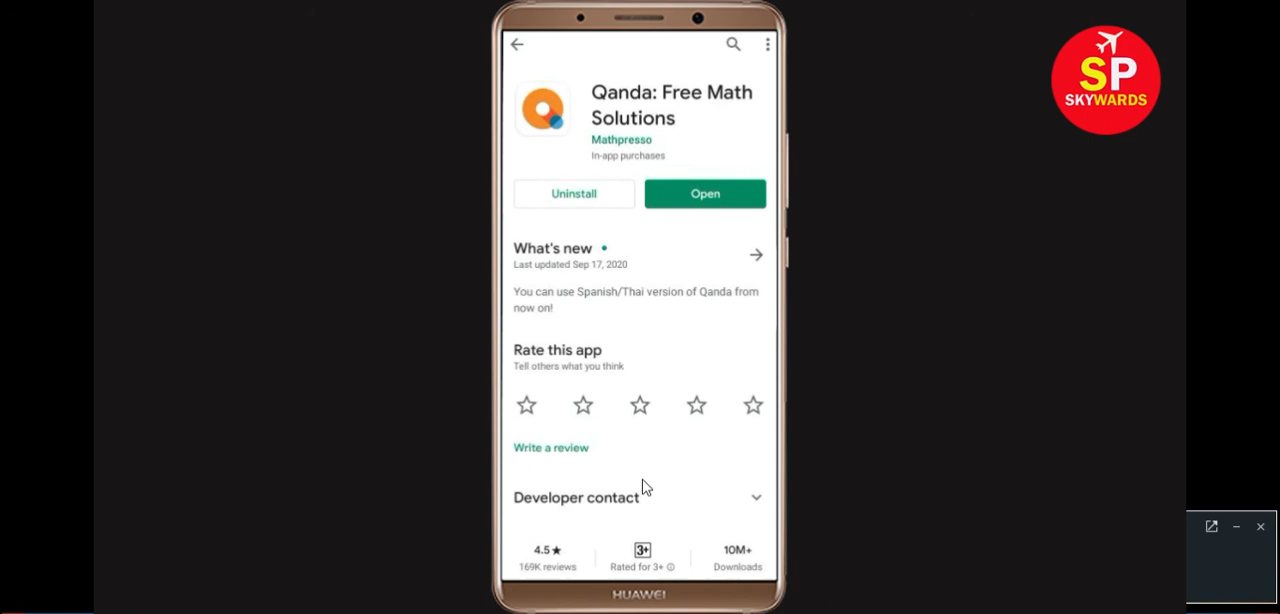 SP
SKYWARDS
Qanda: Free Math
Solutions
Mathpresso
In-app purchases
Uninstall
Open
What's new
Last updated Sep 17, 2020
You can use Spanish/Thai version of Qanda from
now on!
Rate this app
Tell others what you think
Write a review
Developer contact
4.5★ 3+ 10M+
169K reviews Rated for 3+ Downloads
HUAWEI